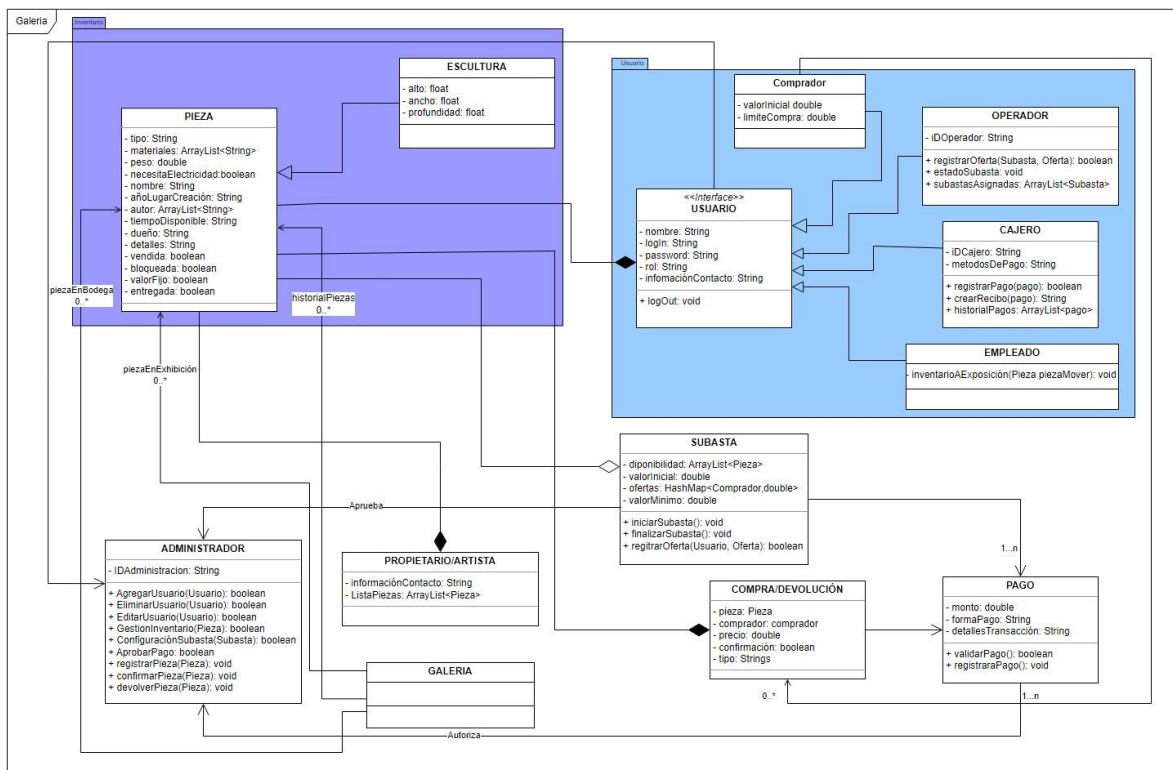 Galeria
Inventario
ESCULTURA
- alto: float
- ancho: float
- profundidad: float
PIEZA
- tipo: String
- materiales: ArrayList<String>
- peso: double
- necesitaElectricidad:boolean
- nombre: String
- añoLugarCreación: String
- autor: ArrayList<String>
- tiempoDisponible: String
- dueño: String
- detalles: String
- vendida: boolean
- bloqueada: boolean
- valorFijo: boolean
- entregada: boolean
piezaEnBodega
0..*
historialPiezas
0..*
piezaEnExhibición
0..*
Usuario
Comprador
- valorInicial double
- limiteCompra: double
OPERADOR
- iDOperador: String
+ registrarOferta(Subasta, Oferta): boolean
+ estadoSubasta: void
+ subastasAsignadas: ArrayList<Subasta>
<<Interface>>
USUARIO
- nombre: String
- logIn: String
- password: String
- rol: String
- infomaciónContacto: String
+ logOut: void
CAJERO
- iDCajero: String
- metodosDePago: String
+ registrarPago(pago): boolean
+ crearRecibo(pago): String
+ historialPagos: ArrayList<pago>
EMPLEADO
- inventarioAExposición(Pieza piezaMover): void
SUBASTA
- diponibilidad: ArrayList<Pieza>
- valorInicial: double
- ofertas: HashMap<Comprador,double>
- valorMinimo: double
+ iniciarSubasta(): void
+ finalizarSubasta(): void
+ regitrarOferta(Usuario, Oferta): boolean
Aprueba
ADMINISTRADOR
- IDAdministracion: String
+ AgregarUsuario(Usuario): boolean
+ EliminarUsuario(Usuario): boolean
+ EditarUsuario(Usuario): boolean
+ GestionInventario(Pieza): boolean
+ ConfiguraciónSubasta(Subasta): boolean
+ AprobarPago: boolean
+ registrarPieza(Pieza): void
+ confirmarPieza(Pieza): void
+ devolverPieza(Pieza): void
PROPIETARIO/ARTISTA
- informaciónContacto: String
- ListaPiezas: ArrayList<Pieza>
GALERIA
COMPRA/DEVOLUCIÓN
- pieza: Pieza
- comprador: comprador
- precio: double
- confirmación: boolean
- tipo: Strings
0..*
1...n
PAGO
- monto: double
- formaPago: String
- detallesTransacción: String
+ validarPago(): boolean
+ registraraPago(): void
1...n
Autoriza